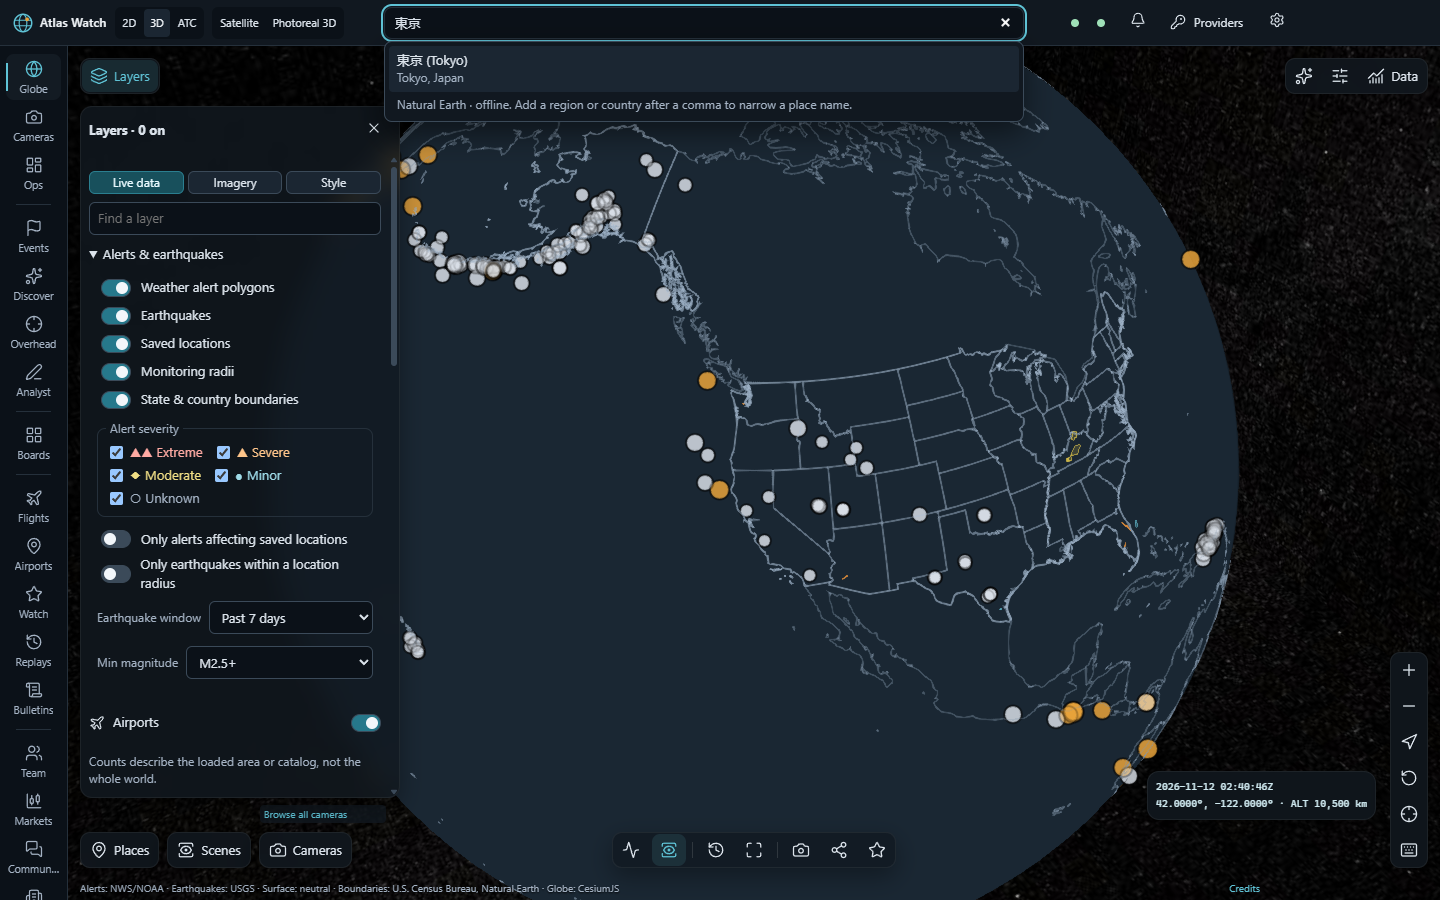 Atlas Watch
2D
3D
ATC
Satellite
Photoreal 3D
東京
Providers
東京 (Tokyo)
Tokyo, Japan
Natural Earth · offline. Add a region or country after a comma to narrow a place name.
Globe
Cameras
Ops
Events
Discover
Overhead
Analyst
Boards
Flights
Airports
Watch
Replays
Bulletins
Team
Markets
Commun...
Layers
Data
Layers · 0 on
Live data
Imagery
Style
Find a layer
Alerts & earthquakes
Weather alert polygons
Earthquakes
Saved locations
Monitoring radii
State & country boundaries
Alert severity
Extreme
Severe
Moderate
Minor
Unknown
Only alerts affecting saved locations
Only earthquakes within a location
radius
Earthquake window
Past 7 days
Min magnitude
M2.5+
Airports
Counts describe the loaded area or catalog, not the
whole world.
Browse all cameras
Places
Scenes
Cameras
2026-11-12 02:40:46Z
42.0000°, -122.0000° · ALT 10,500 km
Alerts: NWS/NOAA · Earthquakes: USGS · Surface: neutral · Boundaries: U.S. Census Bureau, Natural Earth · Globe: CesiumJS
Credits